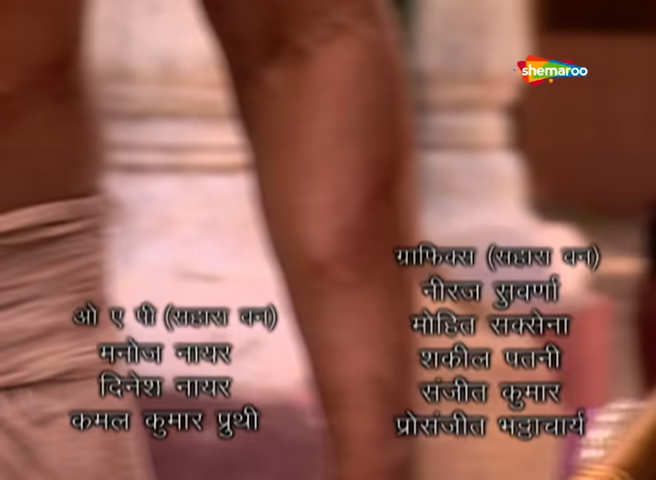 shemaroo
ओ ए पी (सहारा वन)
मनोज नायर
दिनेश नायर
कमल कुमार प्रुथी
ग्राफिक्स (सहारा वन)
नीरज सुवर्णा
मोहित सक्सेना
शकील पतनी
संजीत कुमार
प्रोसंजीत भट्टाचार्य